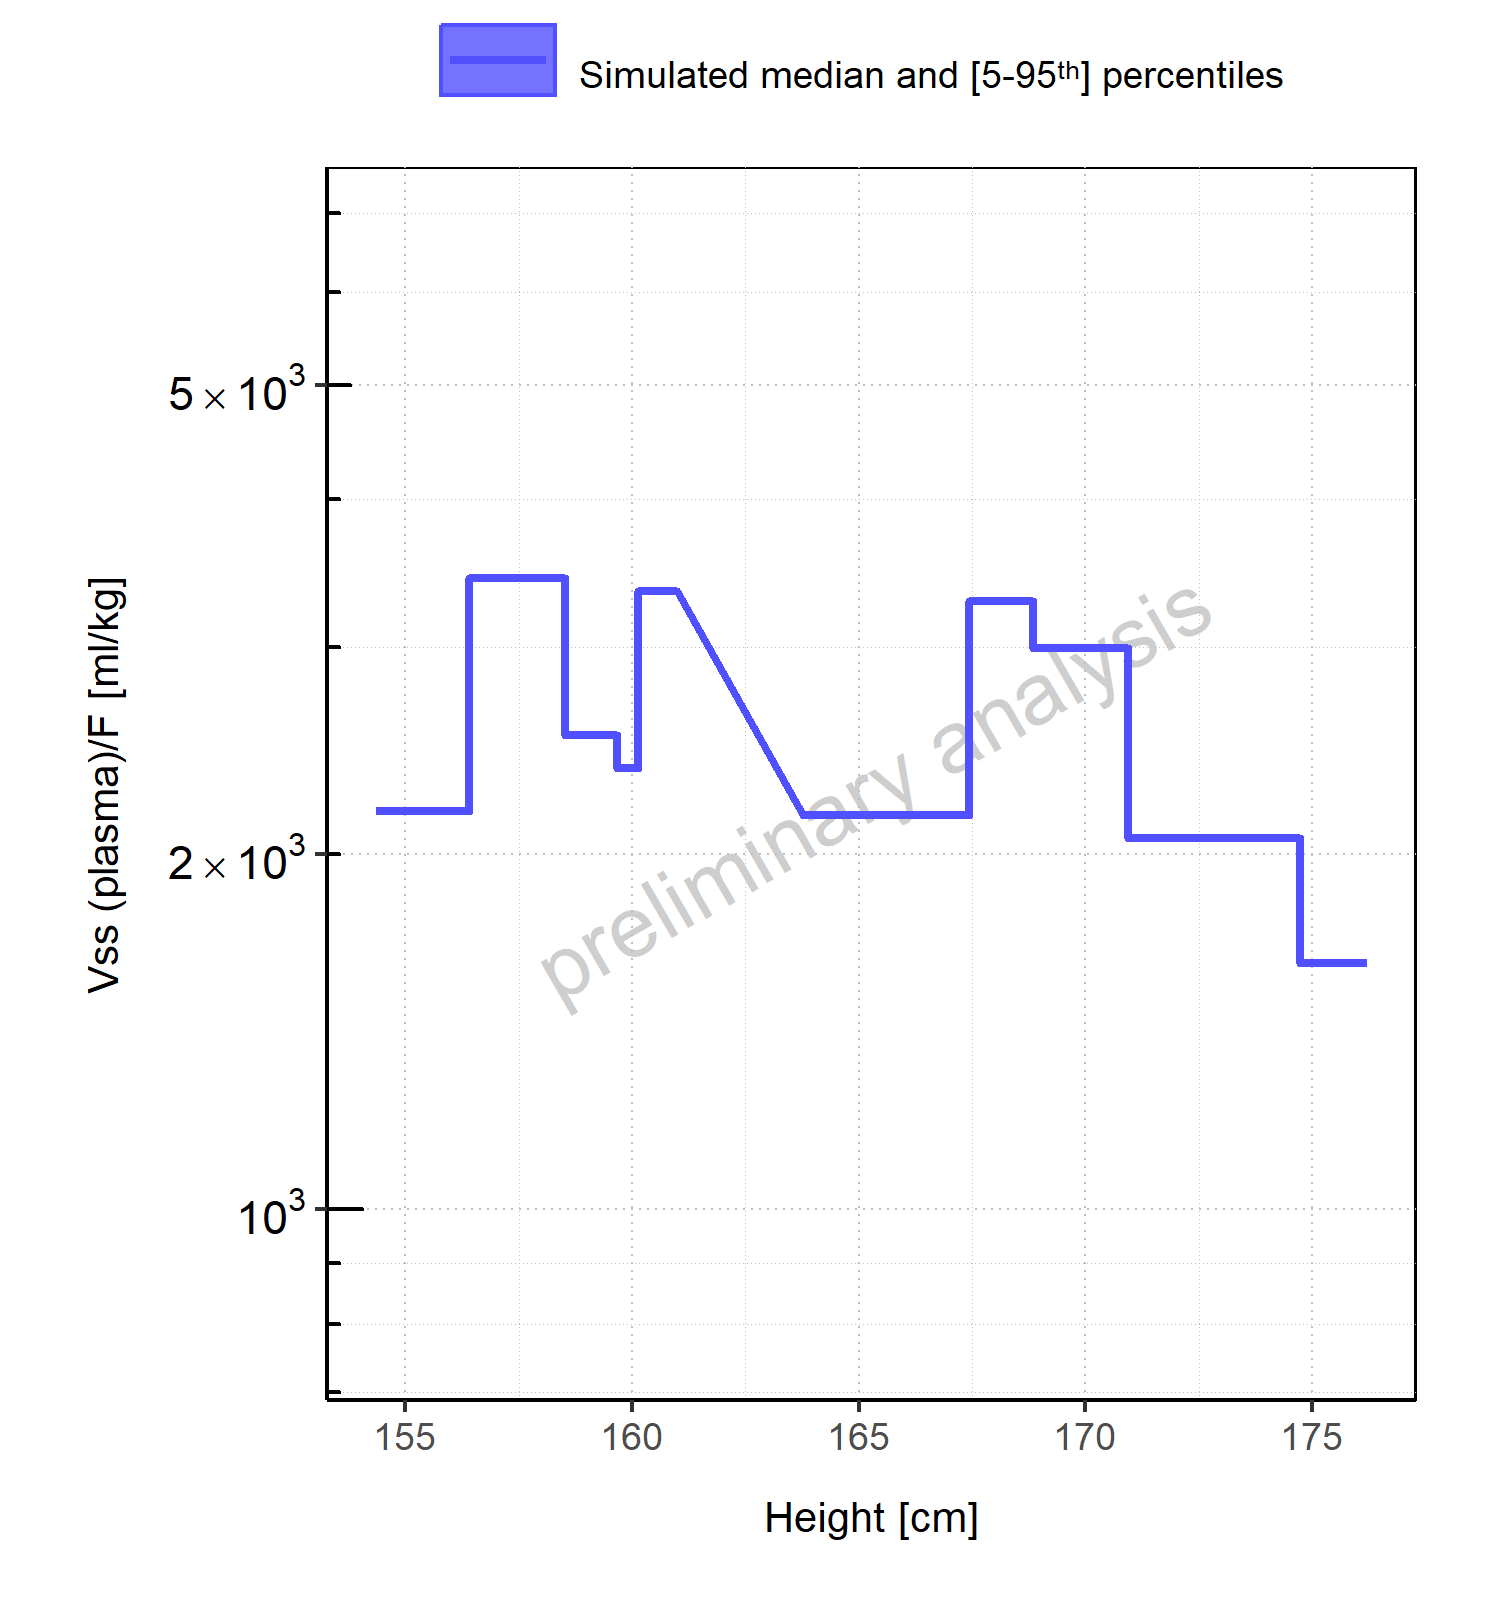 Simulated median and [5-95th] percentiles
5 × 10³
2 × 10³
10³
Vss (plasma)/F [ml/kg]
preliminary analysis
155 160 165 170 175
Height [cm]